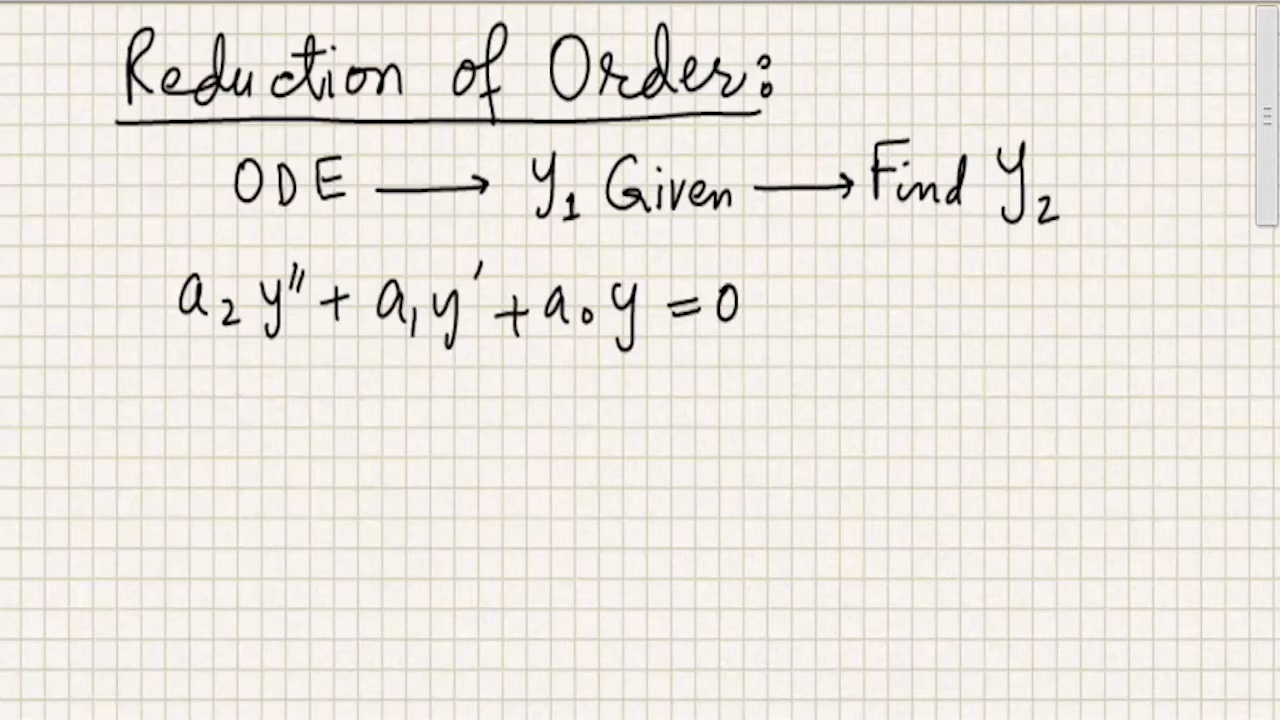 Reduction of Order:
ODE → y₁ Given → Find y₂
a₂y'' + a₁y' + a₀y = 0